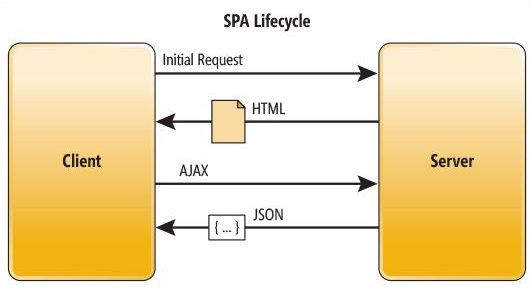 SPA Lifecycle
Initial Request
HTML
Client
Server
AJAX
JSON
{ ... }